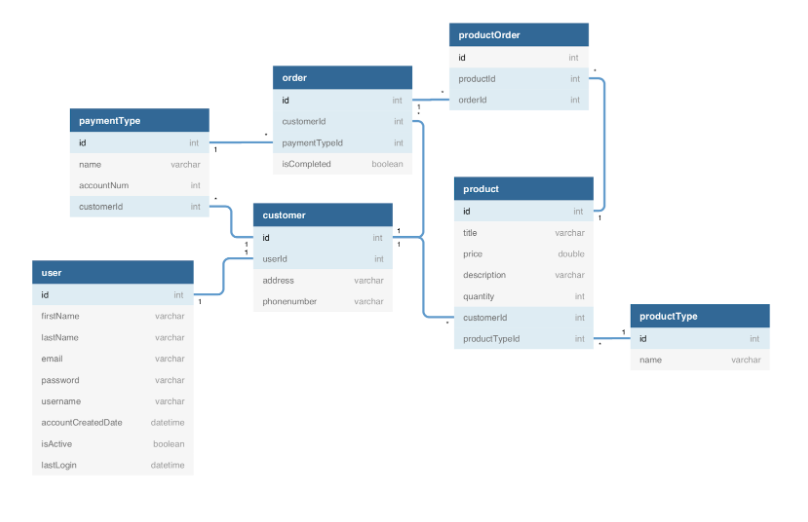 productOrder
id int
productId int
orderId int
order
id int
customerId int
paymentTypeId int
isCompleted boolean
paymentType
id int
name varchar
accountNum int
customerId int
customer
id int
userId int
address varchar
phonenumber varchar
product
id int
title varchar
price double
description varchar
quantity int
customerId int
productTypeId int
user
id int
firstName varchar
lastName varchar
email varchar
password varchar
username varchar
accountCreatedDate datetime
isActive boolean
lastLogin datetime
productType
id int
name varchar
1
*
1
*
*
1
*
1
1
1
1
1
*
*
1
*
1